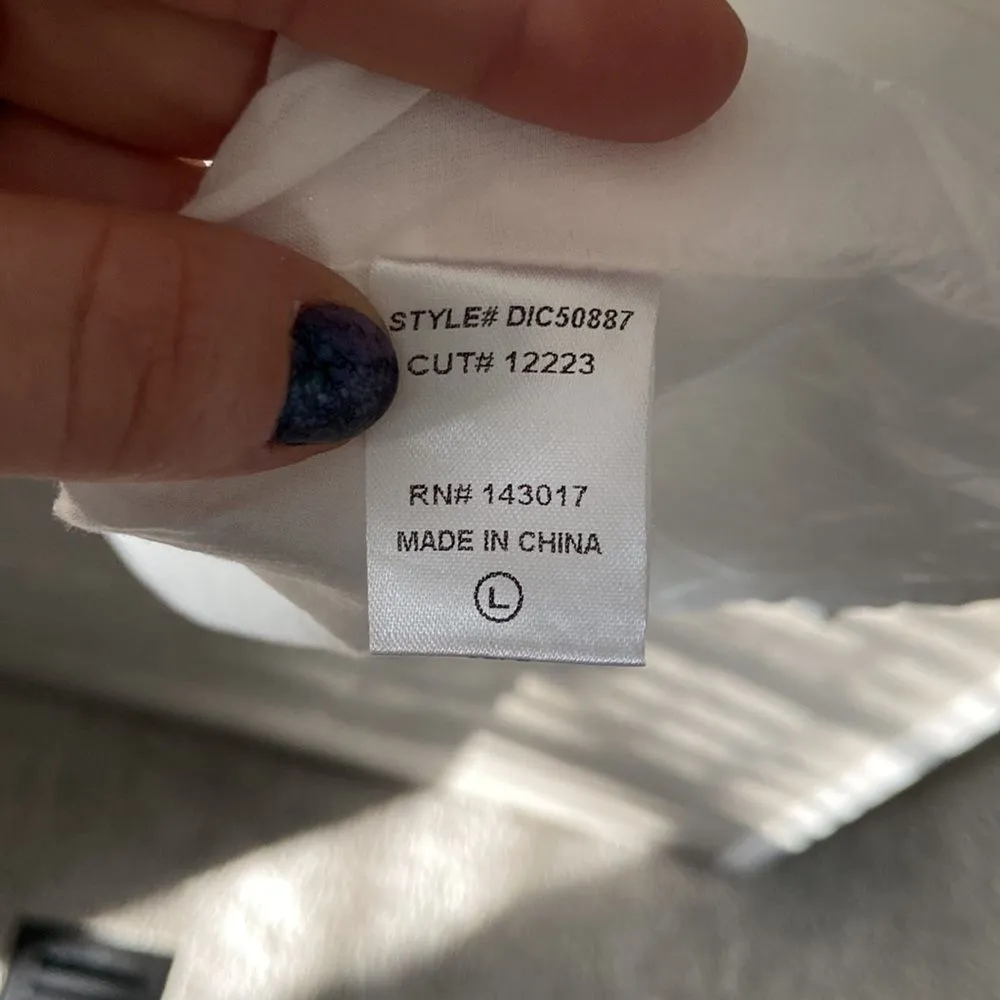 STYLE# DIC50887
CUT# 12223
RN# 143017
MADE IN CHINA
L